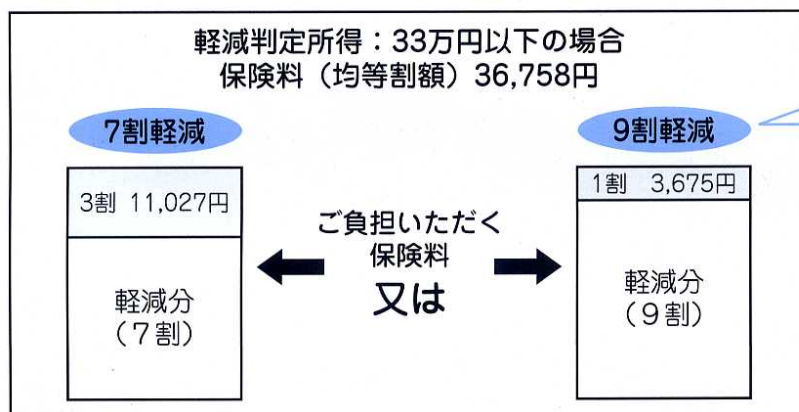 軽減判定所得：33万円以下の場合
保険料（均等割額）36,758円
7割軽減
9割軽減
3割 11,027円
1割 3,675円
ご負担いただく
保険料
又は
軽減分
（7割）
軽減分
（9割）